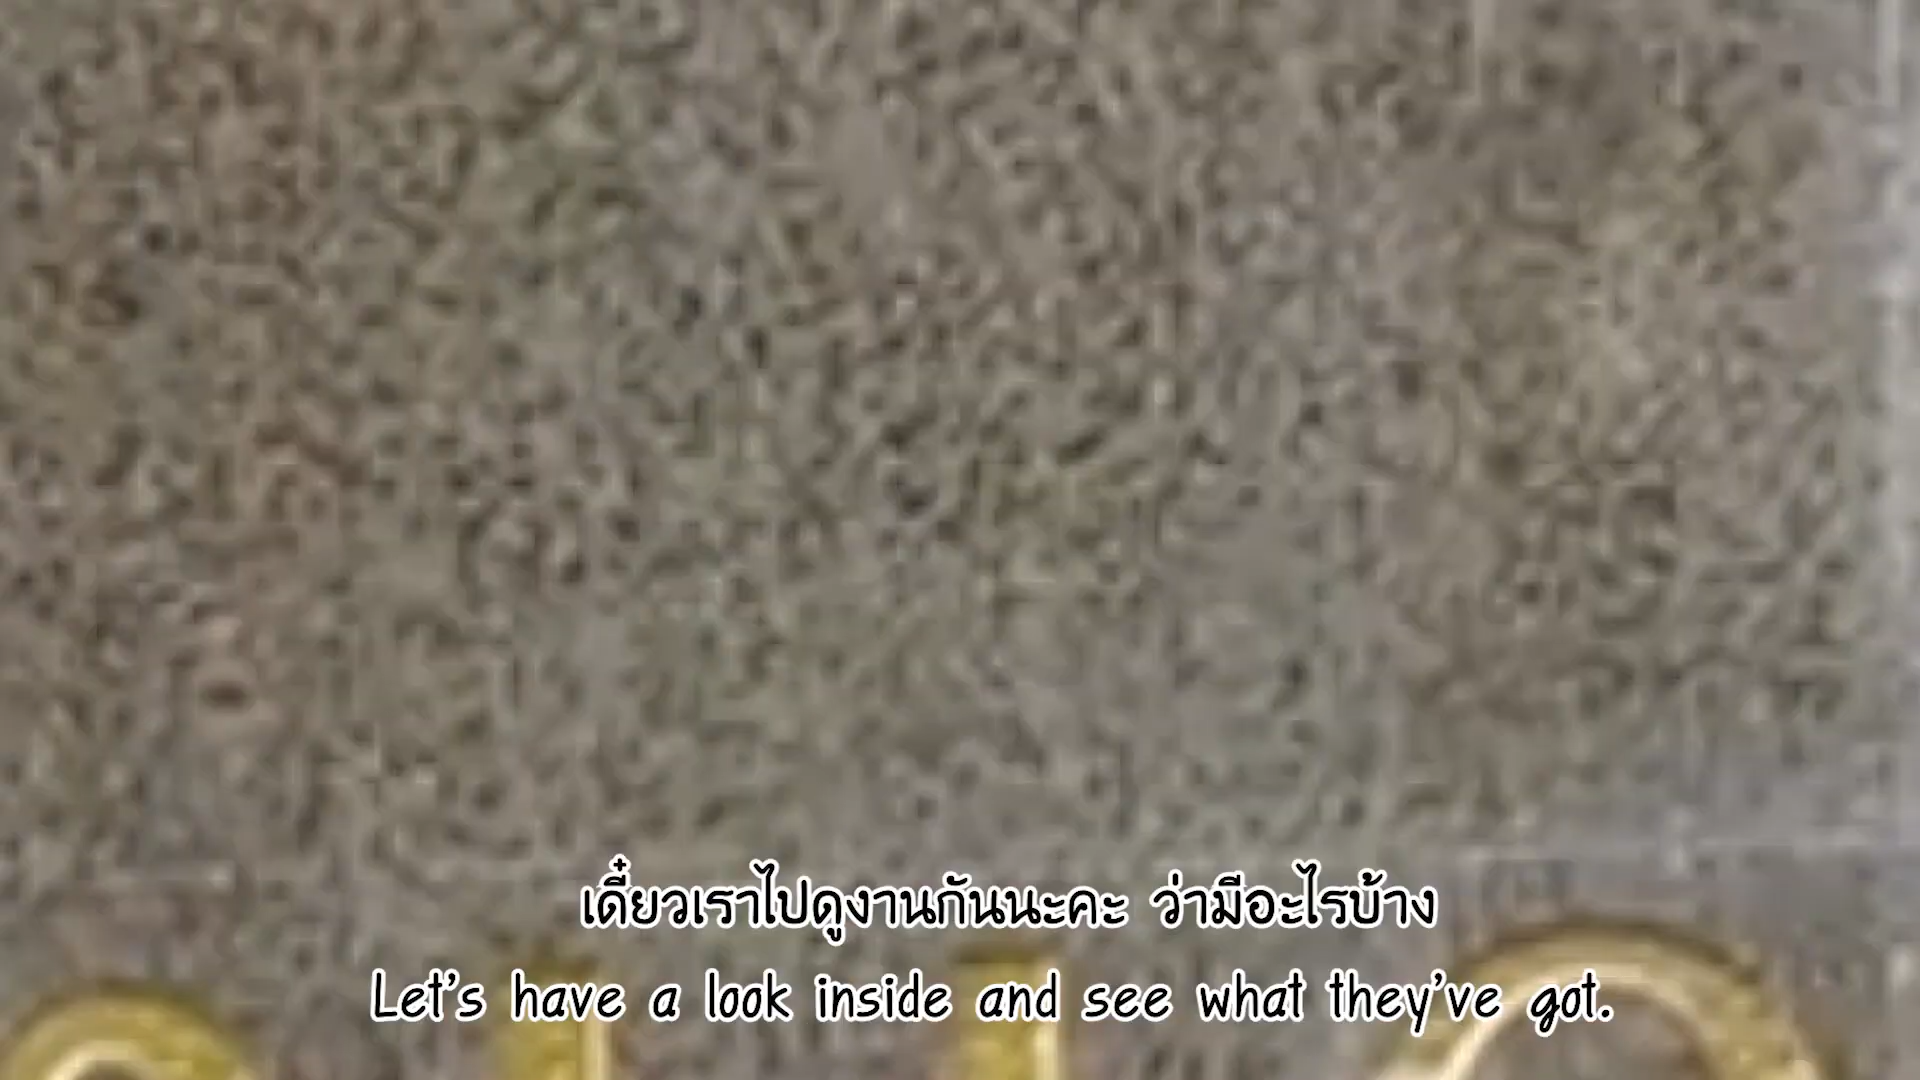 เดี๋ยวเราไปดูงานกันนะคะ ว่ามีอะไรบ้าง
Let's have a look inside and see what they've got.